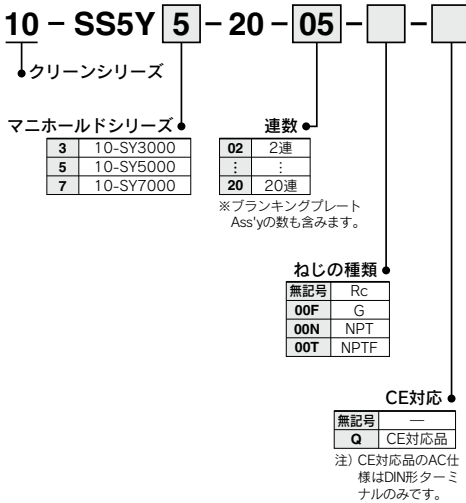 10 - SS5Y 5 - 20 - 05 - -
クリーンシリーズ
マニホールドシリーズ
3 10-SY3000
5 10-SY5000
7 10-SY7000
連数
02 2連
⋮ ⋮
20 20連
※ブランキングプレート
Ass'yの数も含みます。
ねじの種類
無記号 Rc
00F G
00N NPT
00T NPTF
CE対応
無記号 —
Q CE対応品
注) CE対応品のAC仕
様はDIN形ターミ
ナルのみです。